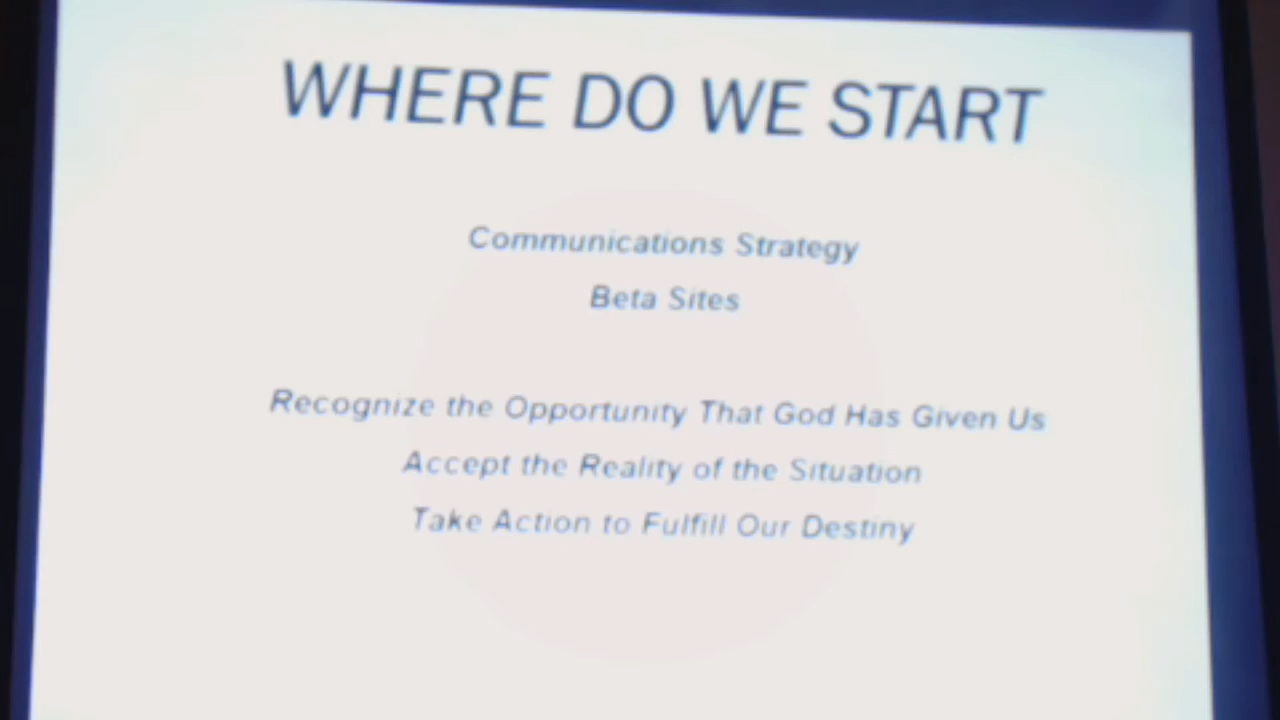 WHERE DO WE START
Communications Strategy
Beta Sites
Recognize the Opportunity That God Has Given Us
Accept the Reality of the Situation
Take Action to Fulfill Our Destiny